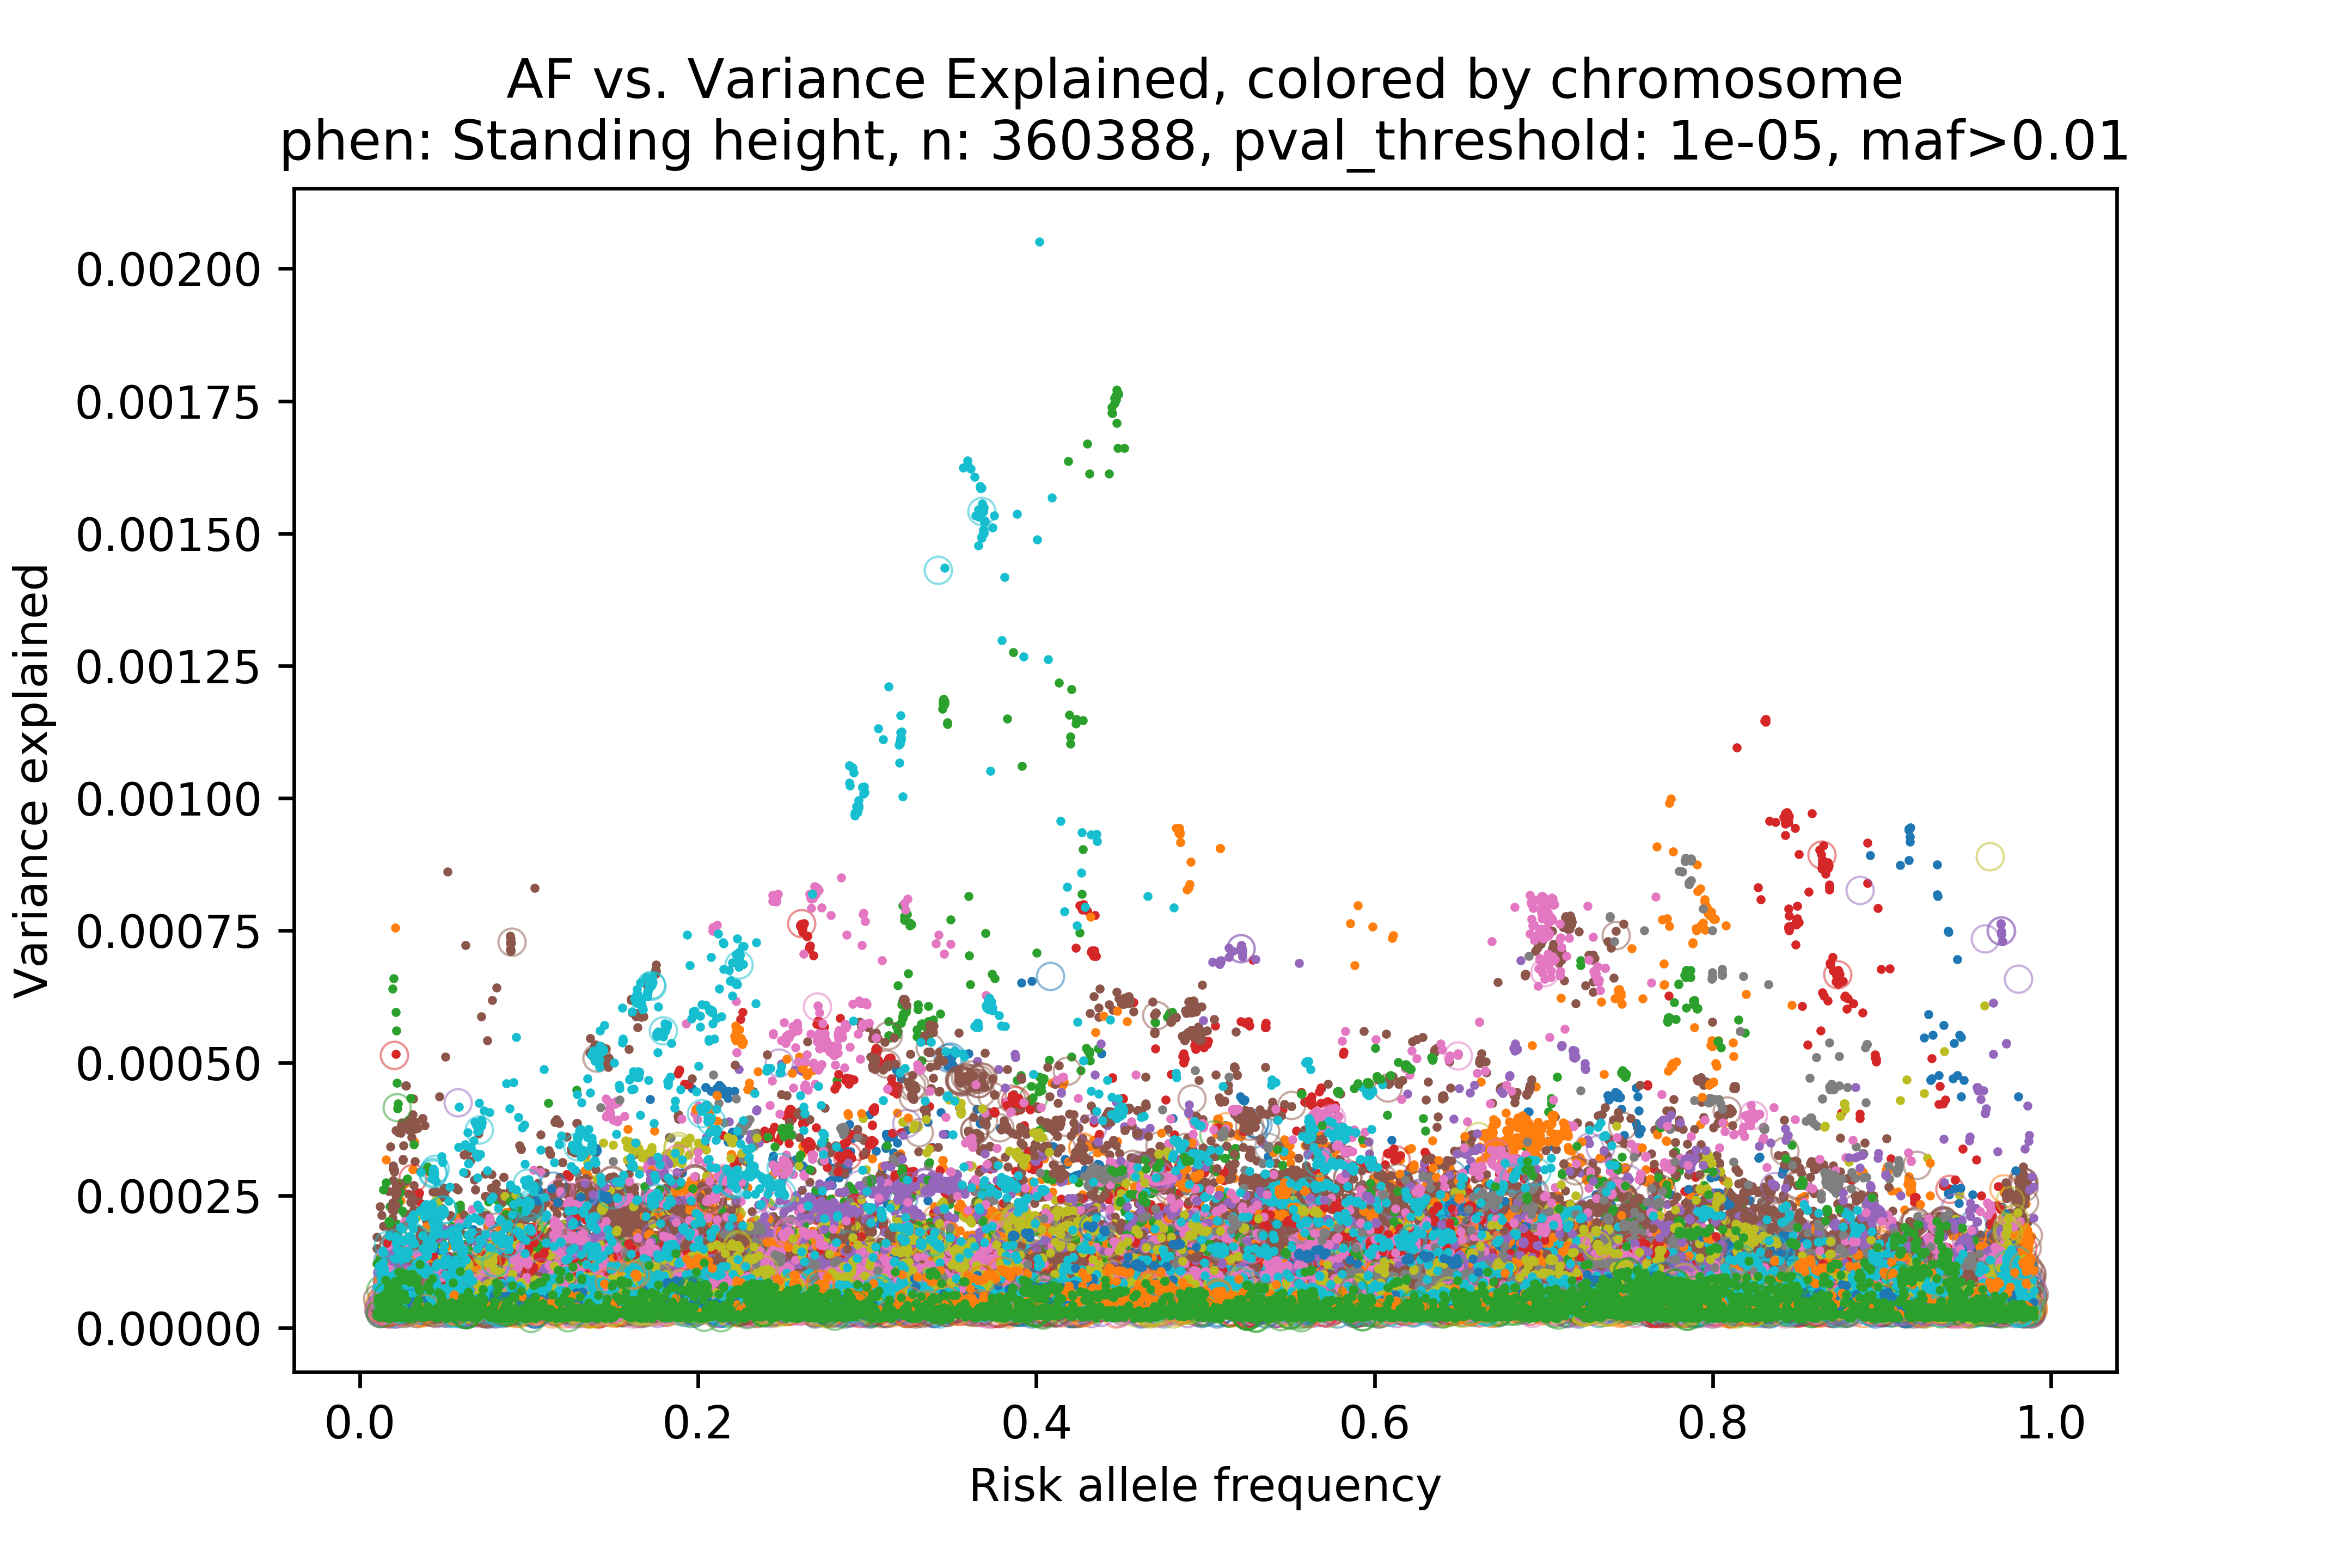 AF vs. Variance Explained, colored by chromosome
phen: Standing height, n: 360388, pval_threshold: 1e-05, maf>0.01
Variance explained
0.00200
0.00175
0.00150
0.00125
0.00100
0.00075
0.00050
0.00025
0.00000
0.0 0.2 0.4 0.6 0.8 1.0
Risk allele frequency